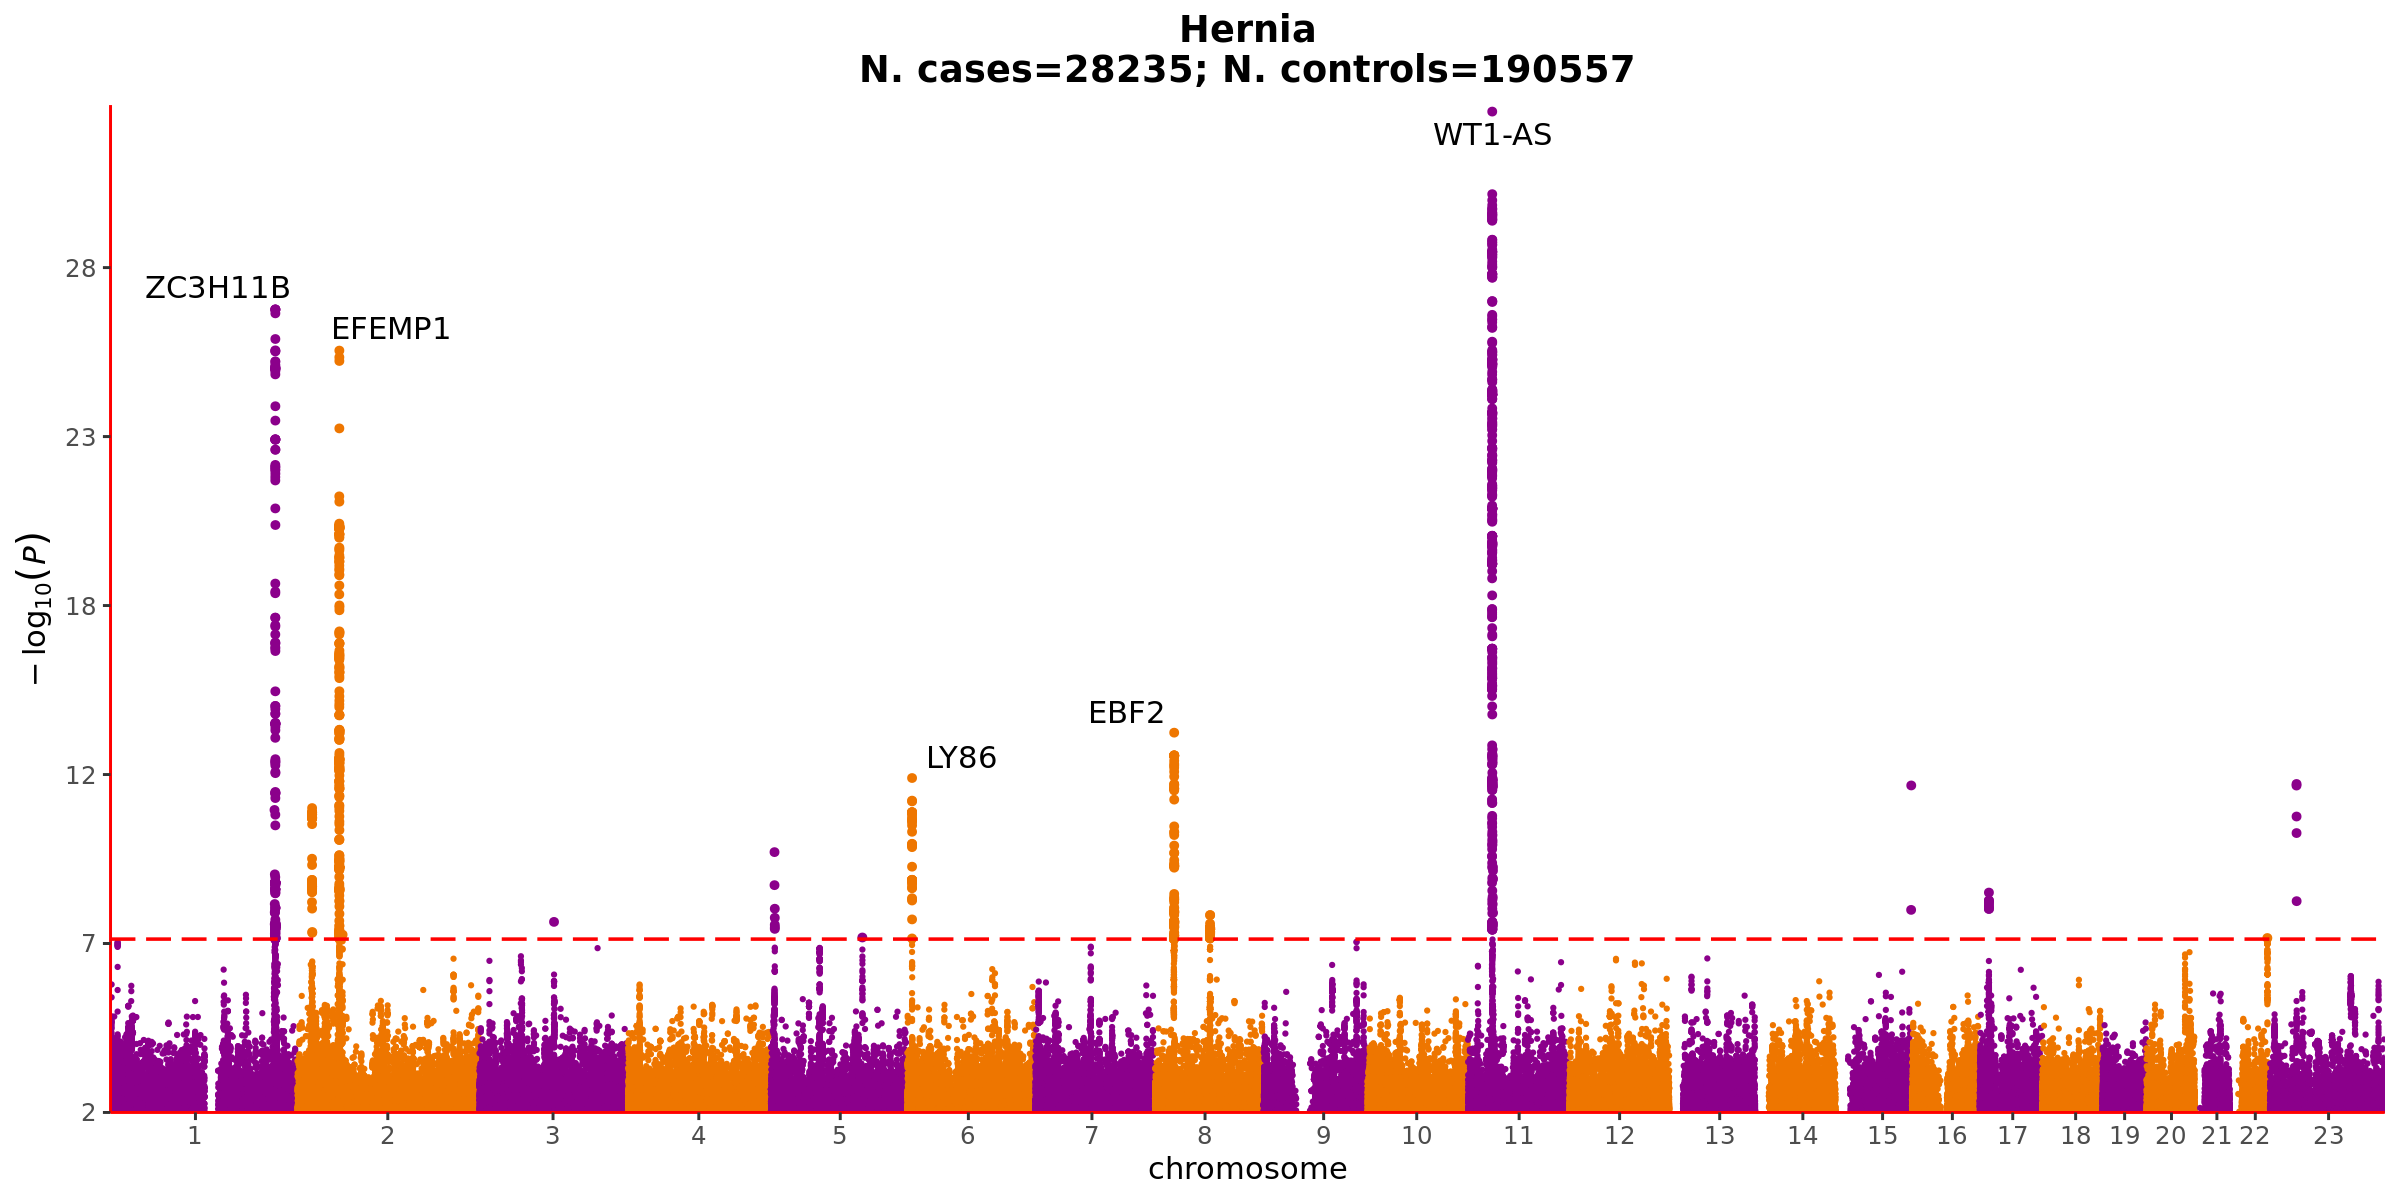 Hernia
N. cases=28235; N. controls=190557
WT1-AS
28
ZC3H11B
EFEMP1
23
− log10(P)
18
EBF2
LY86
12
7
2
1 2 3 4 5 6 7 8 9 10 11 12 13 14 15 16 17 18 19 20 21 22 23
chromosome